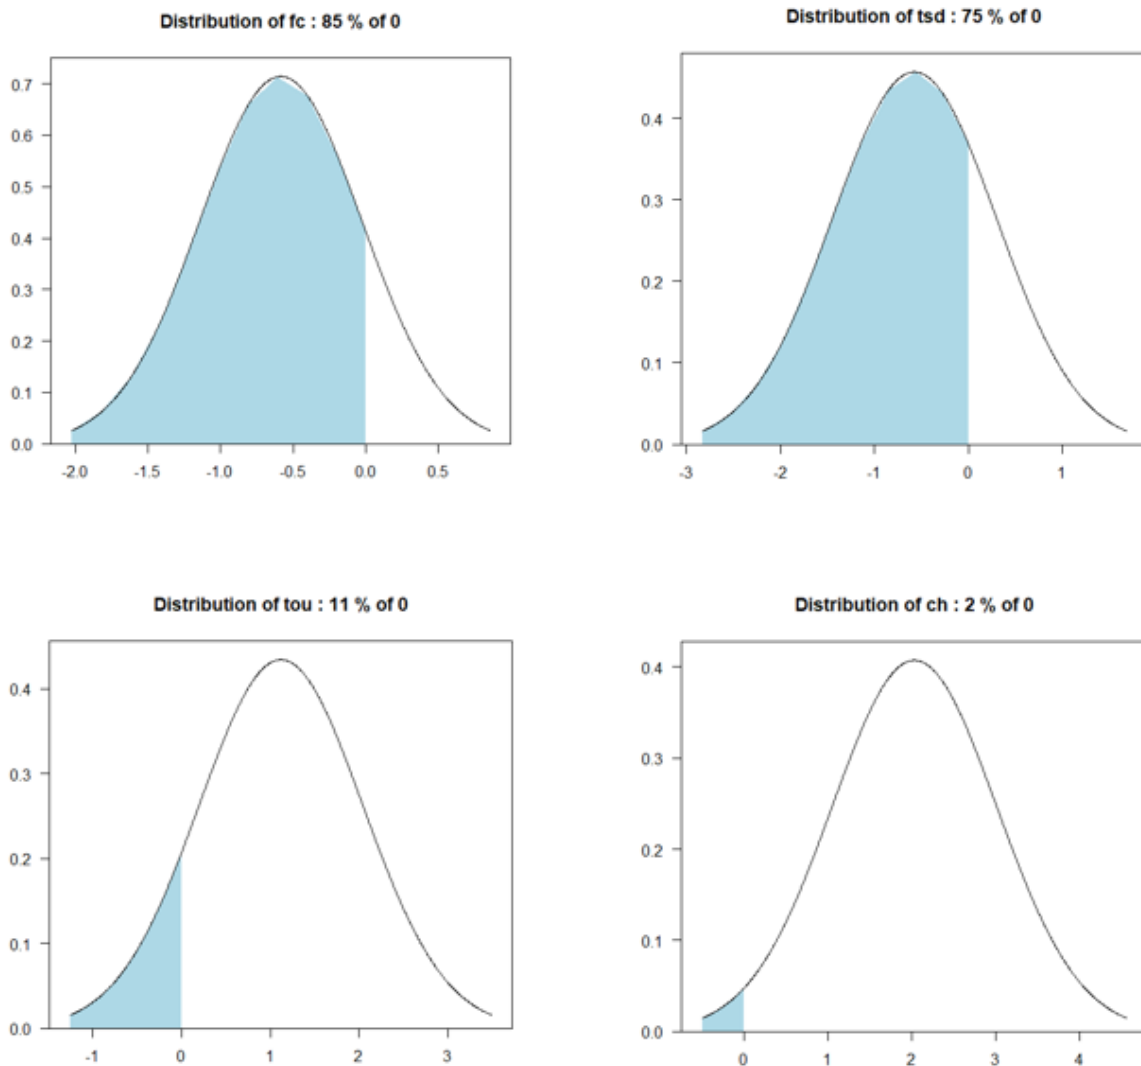 Distribution of fc : 85 % of 0
0.7
0.6
0.5
0.4
0.3
0.2
0.1
0.0
-2.0 -1.5 -1.0 -0.5 0.0 0.5
Distribution of tsd : 75 % of 0
0.4
0.3
0.2
0.1
0.0
-3 -2 -1 0 1
Distribution of tou : 11 % of 0
0.4
0.3
0.2
0.1
0.0
-1 0 1 2 3
Distribution of ch : 2 % of 0
0.4
0.3
0.2
0.1
0.0
0 1 2 3 4